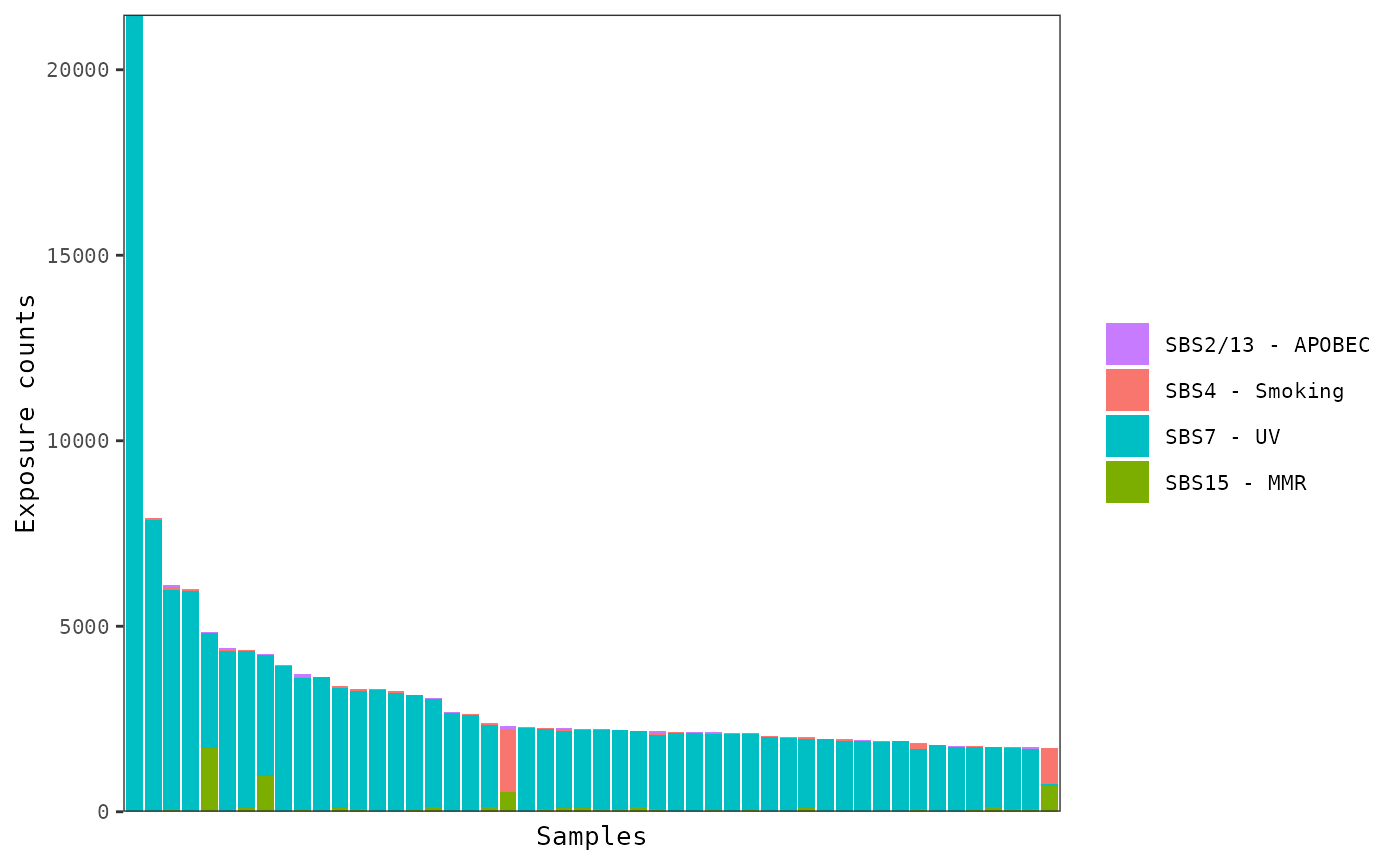 20000
15000
10000
5000
0
Exposure counts
Samples
SBS2/13 - APOBEC
SBS4 - Smoking
SBS7 - UV
SBS15 - MMR